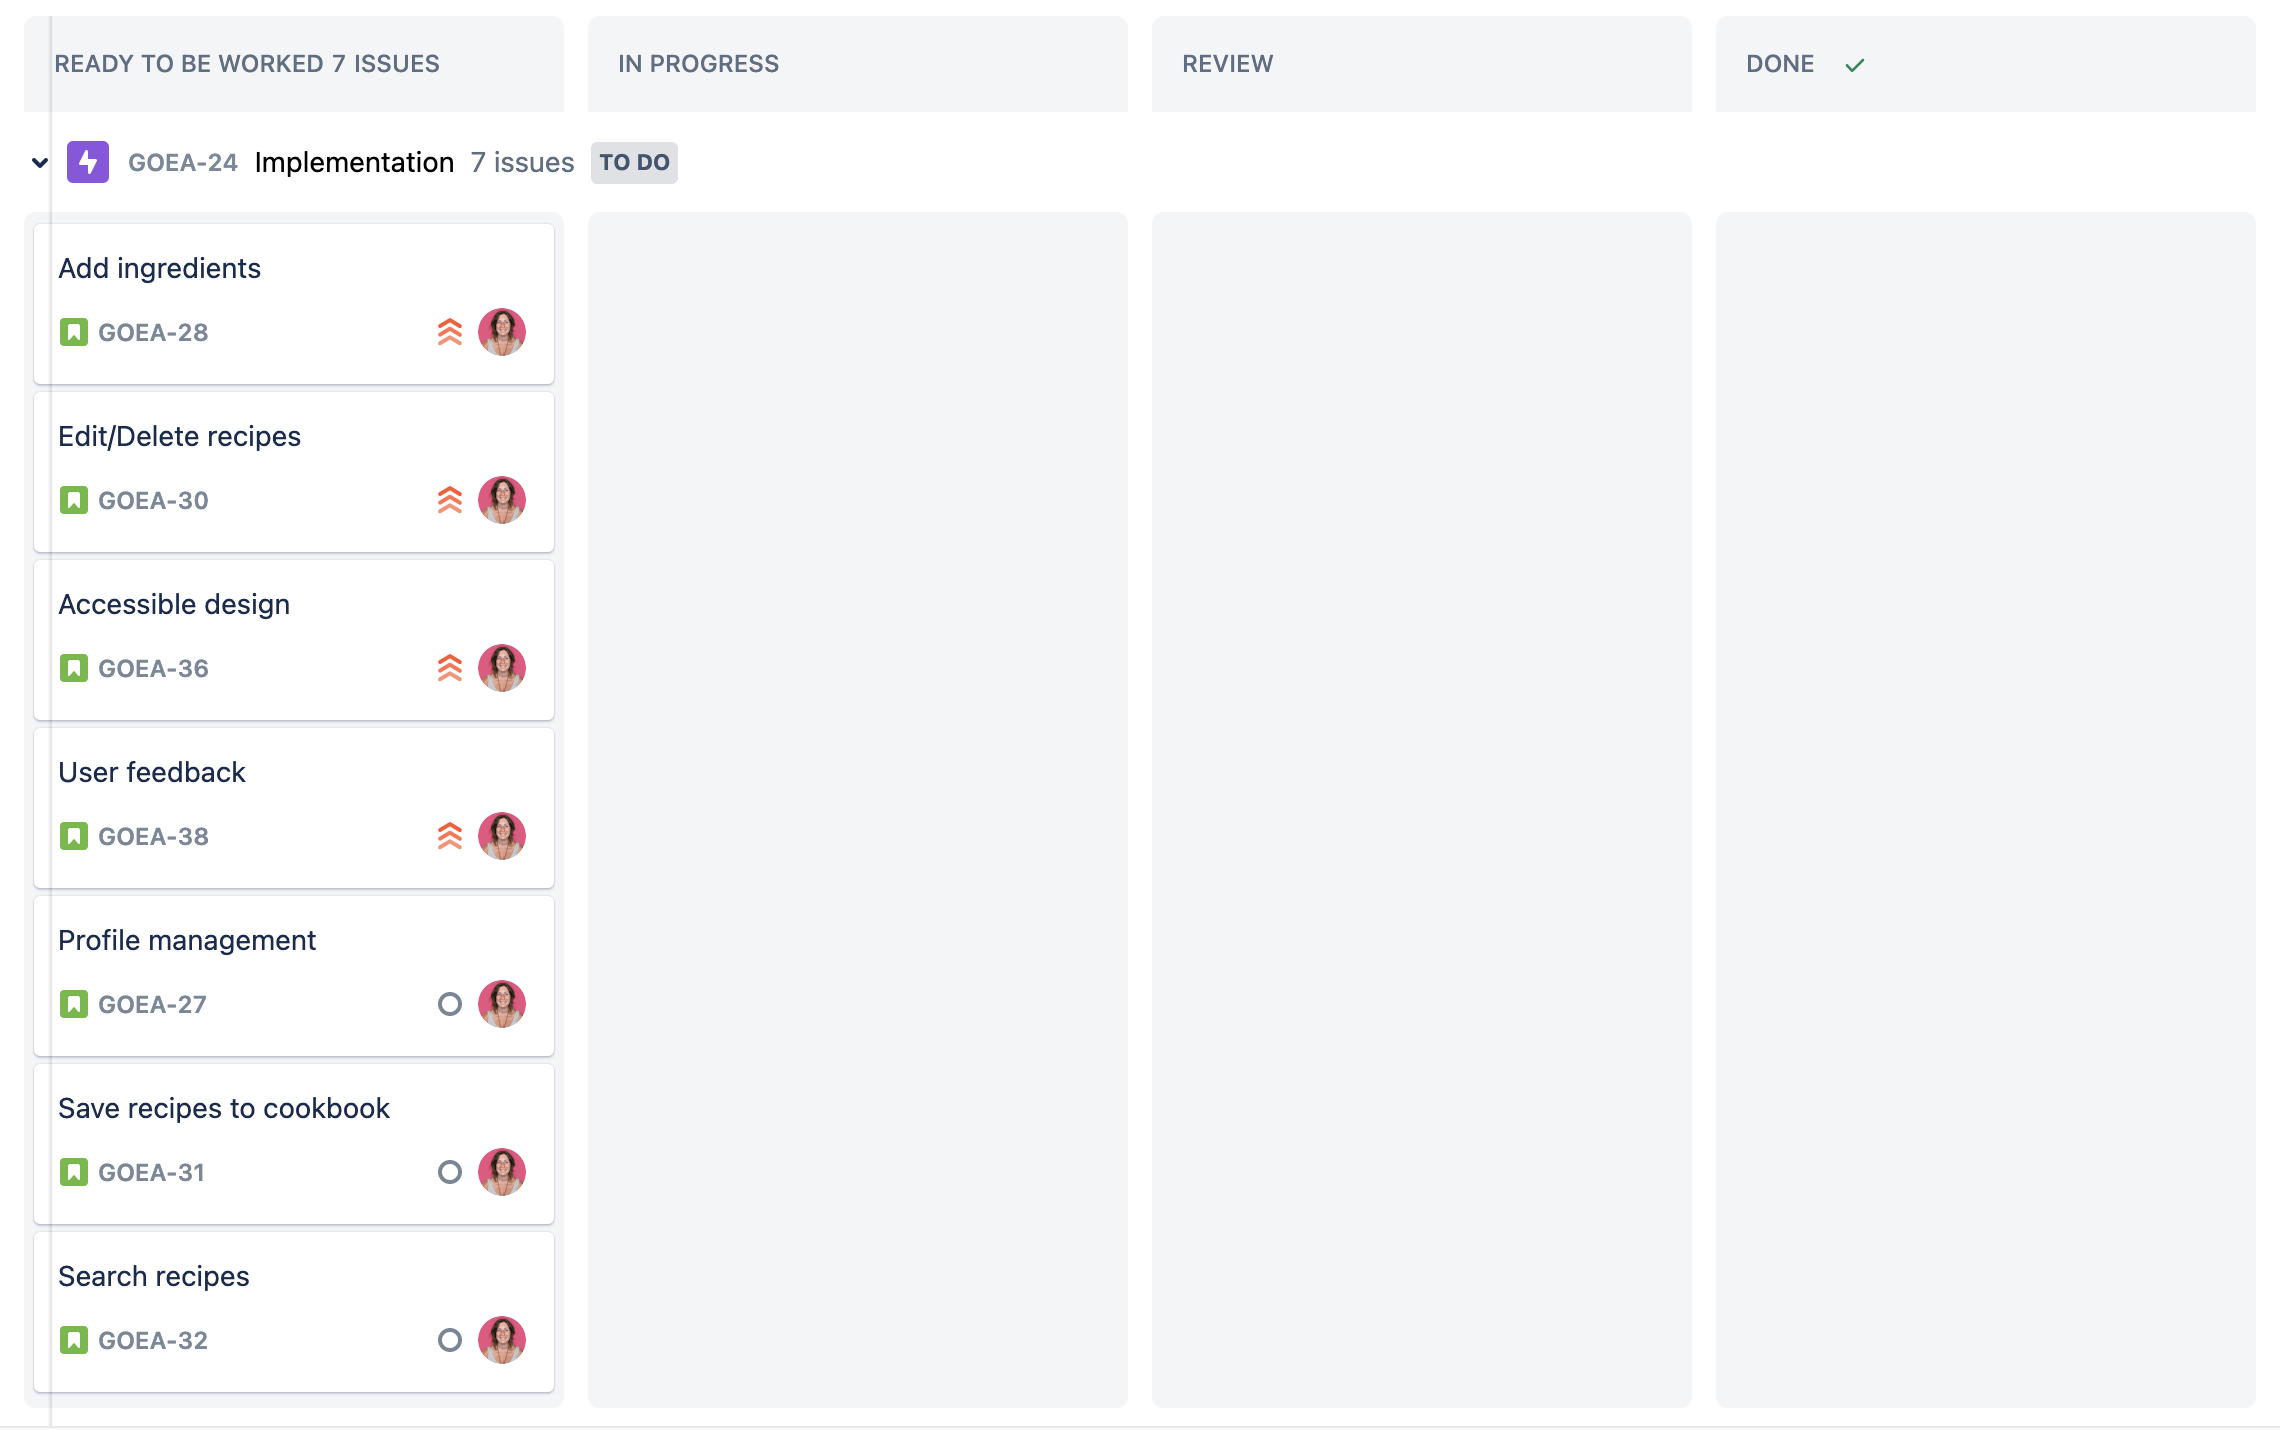 READY TO BE WORKED 7 ISSUES
IN PROGRESS
REVIEW
DONE
GOEA-24 Implementation 7 issues TO DO
Add ingredients
GOEA-28
Edit/Delete recipes
GOEA-30
Accessible design
GOEA-36
User feedback
GOEA-38
Profile management
GOEA-27
Save recipes to cookbook
GOEA-31
Search recipes
GOEA-32